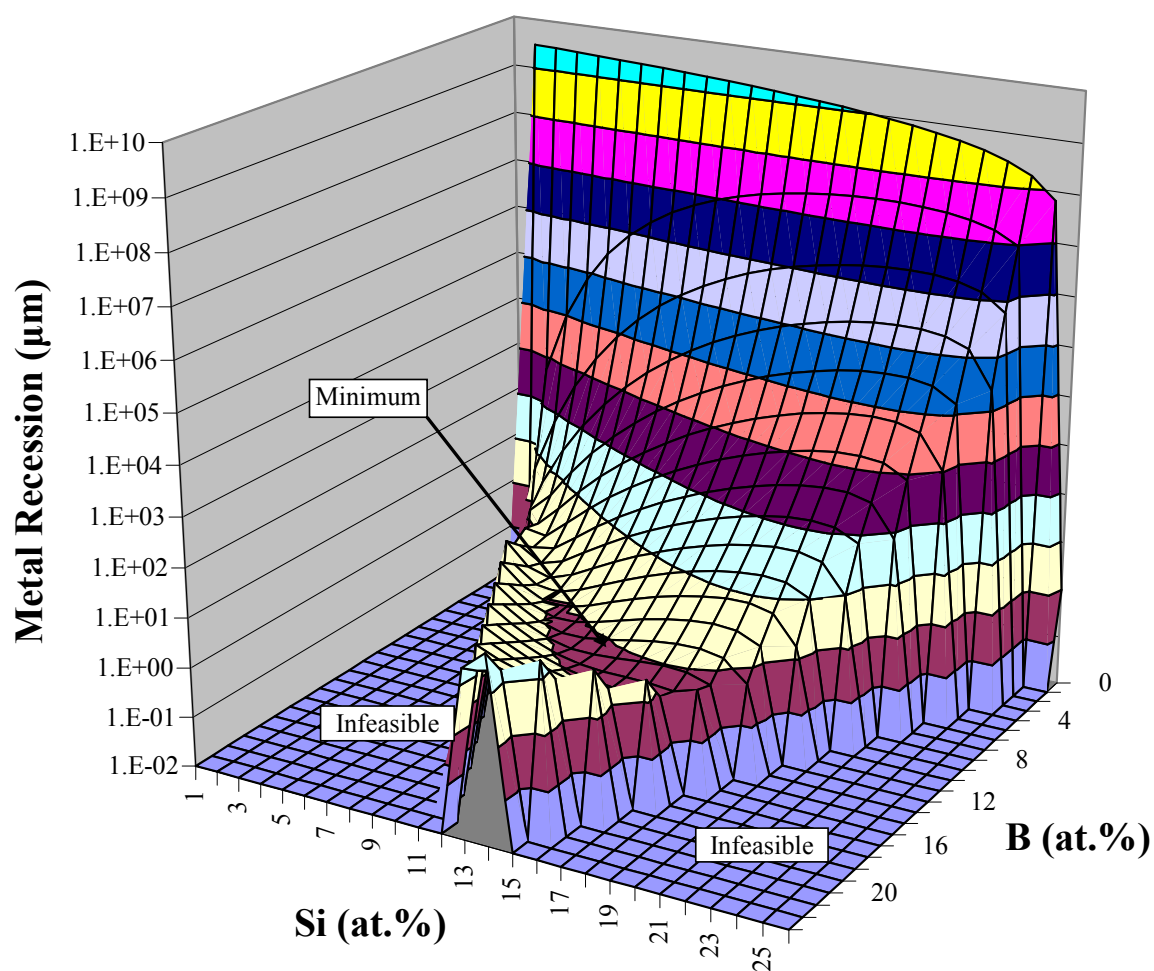 1.E+10
1.E+09
1.E+08
1.E+07
1.E+06
1.E+05
1.E+04
1.E+03
1.E+02
1.E+01
1.E+00
1.E-01
1.E-02
Metal Recession (µm)
Minimum
Infeasible
Infeasible
1
3
5
7
9
11
13
15
17
19
21
23
25
Si (at.%)
0
4
8
12
16
20
B (at.%)